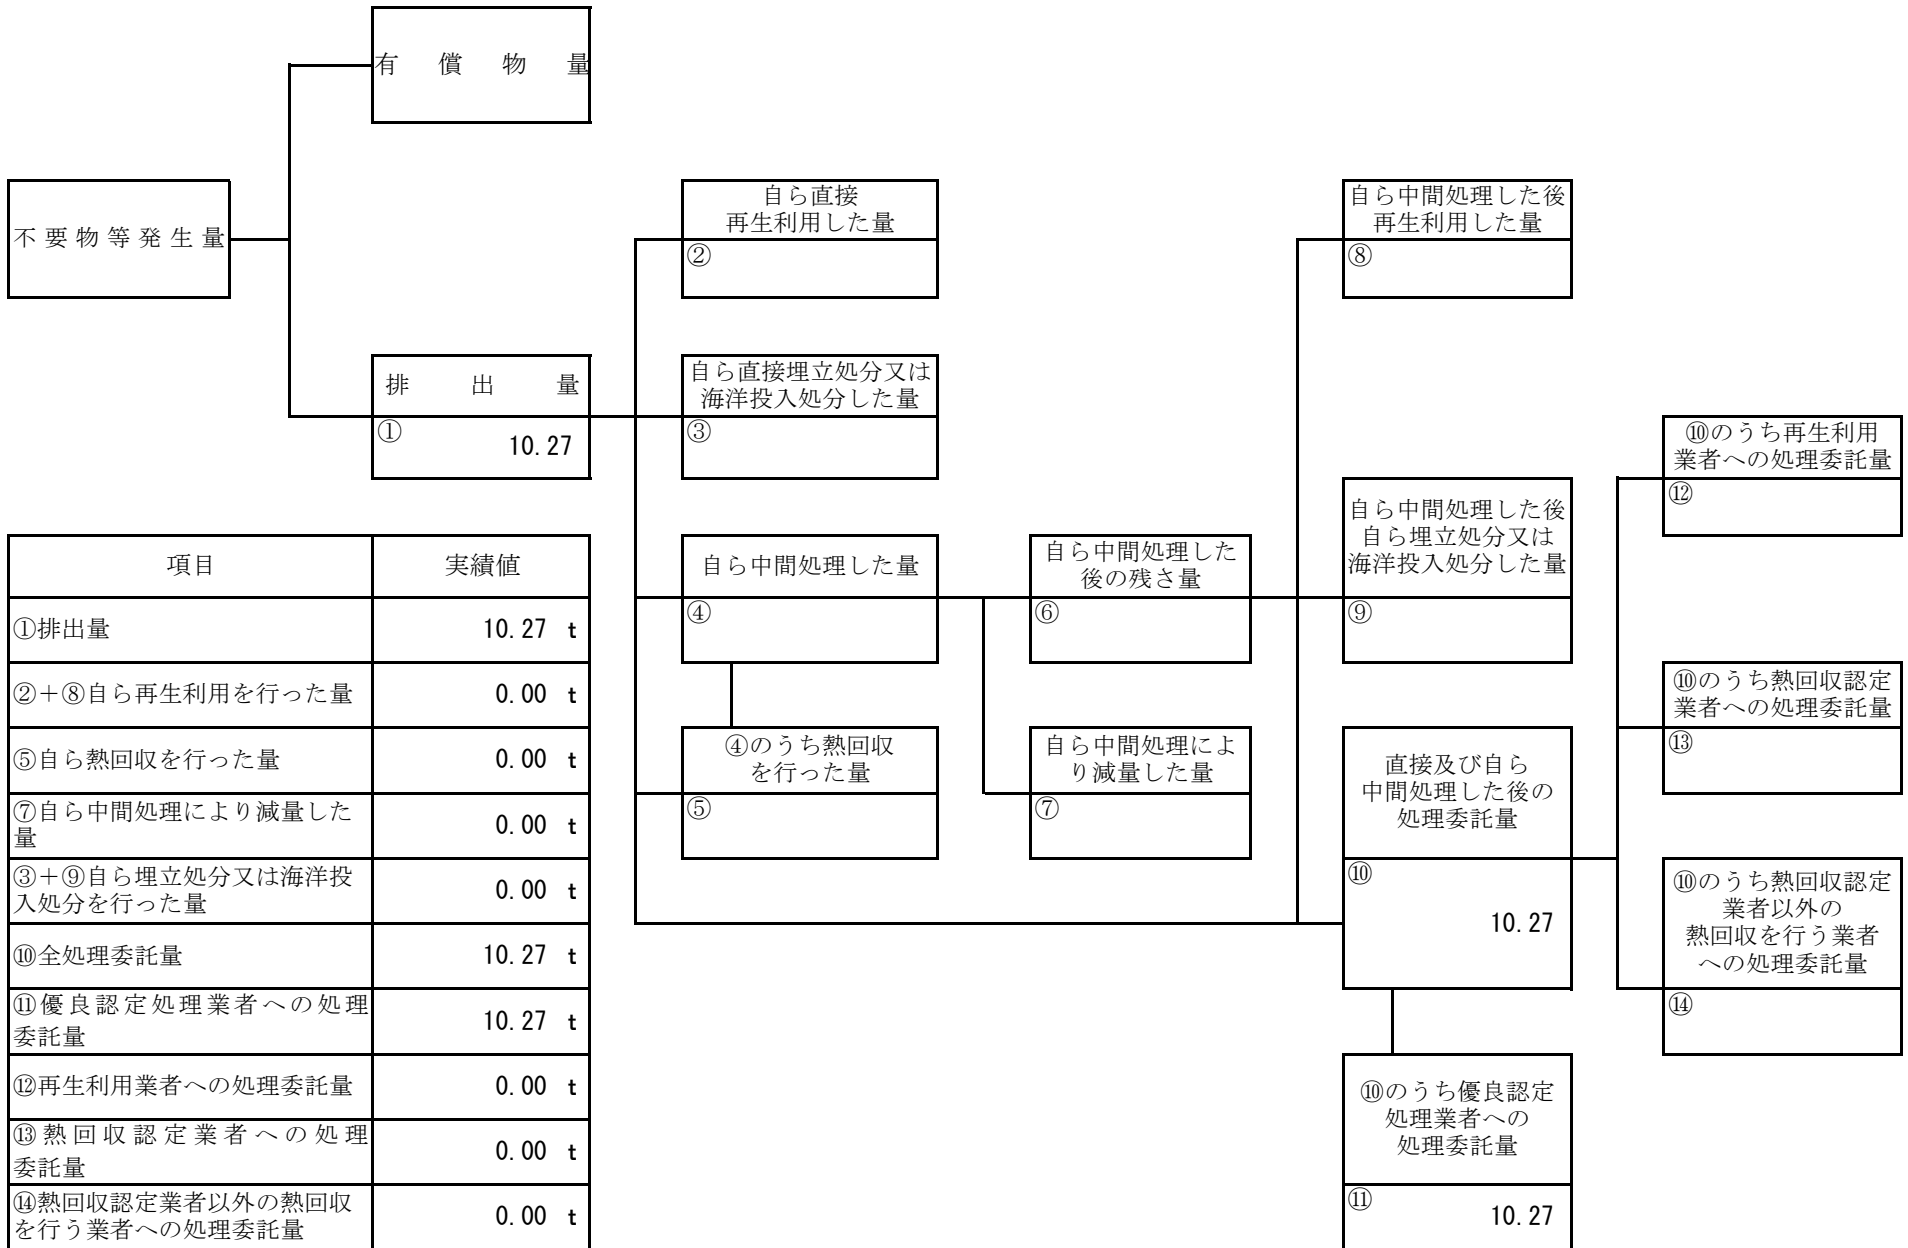 有償物量
不要物等発生量
排出量
①
10.27
自ら直接
再生利用した量
②
自ら直接埋立処分又は
海洋投入処分した量
③
自ら中間処理した量
④
④のうち熱回収
を行った量
⑤
自ら中間処理した
後の残さ量
⑥
自ら中間処理によ
り減量した量
⑦
自ら中間処理した後
再生利用した量
⑧
自ら中間処理した後
自ら埋立処分又は
海洋投入処分した量
⑨
直接及び自ら
中間処理した後の
処理委託量
⑩
10.27
⑩のうち優良認定
処理業者への
処理委託量
⑪
10.27
⑩のうち再生利用
業者への処理委託量
⑫
⑩のうち熱回収認定
業者への処理委託量
⑬
⑩のうち熱回収認定
業者以外の
熱回収を行う業者
への処理委託量
⑭
項目 実績値
①排出量 10.27 t
②＋⑧自ら再生利用を行った量 0.00 t
⑤自ら熱回収を行った量 0.00 t
⑦自ら中間処理により減量した
量 0.00 t
③＋⑨自ら埋立処分又は海洋投
入処分を行った量 0.00 t
⑩全処理委託量 10.27 t
⑪優良認定処理業者への処理
委託量 10.27 t
⑫再生利用業者への処理委託量 0.00 t
⑬熱回収認定業者への処理
委託量 0.00 t
⑭熱回収認定業者以外の熱回収
を行う業者への処理委託量 0.00 t